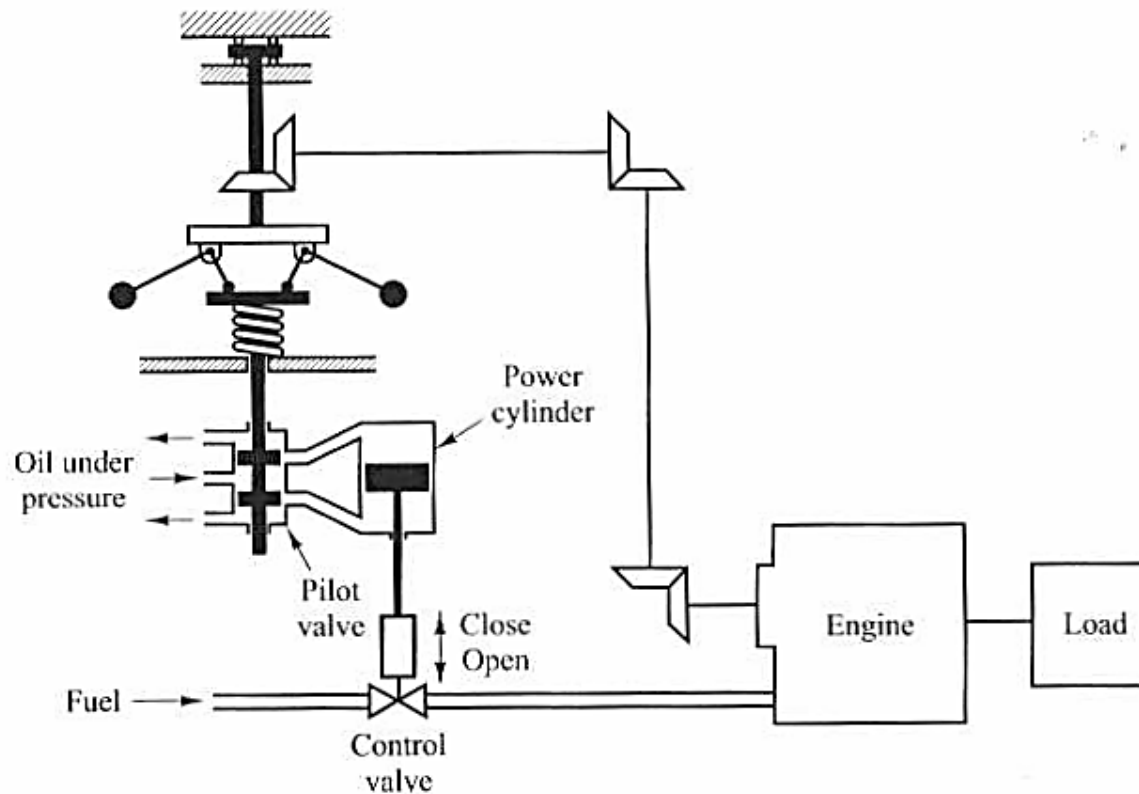 Power
cylinder
Oil under
pressure
Pilot
valve
Close
Open
Engine
Load
Fuel
Control
valve